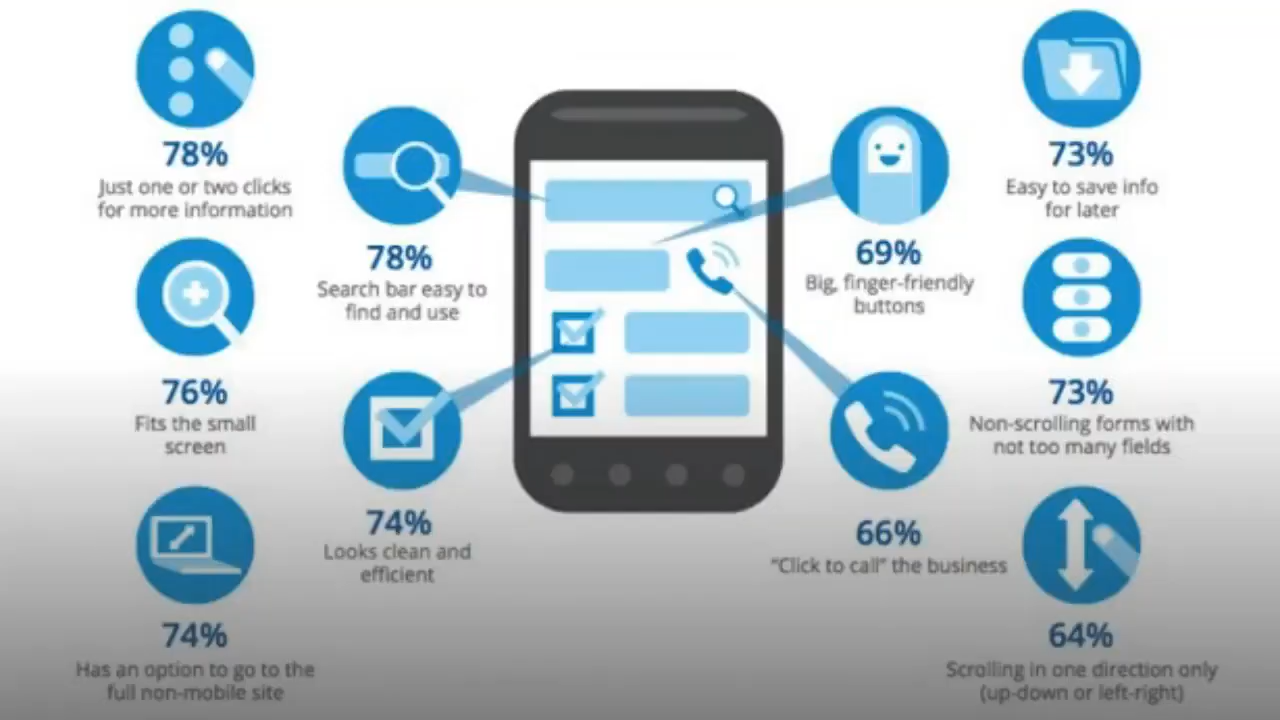 78%
Just one or two clicks
for more information
76%
Fits the small
screen
74%
Has an option to go to the
full non-mobile site
78%
Search bar easy to
find and use
74%
Looks clean and
efficient
69%
Big, finger-friendly
buttons
66%
"Click to call" the business
73%
Easy to save info
for later
73%
Non-scrolling forms with
not too many fields
64%
Scrolling in one direction only
(up-down or left-right)